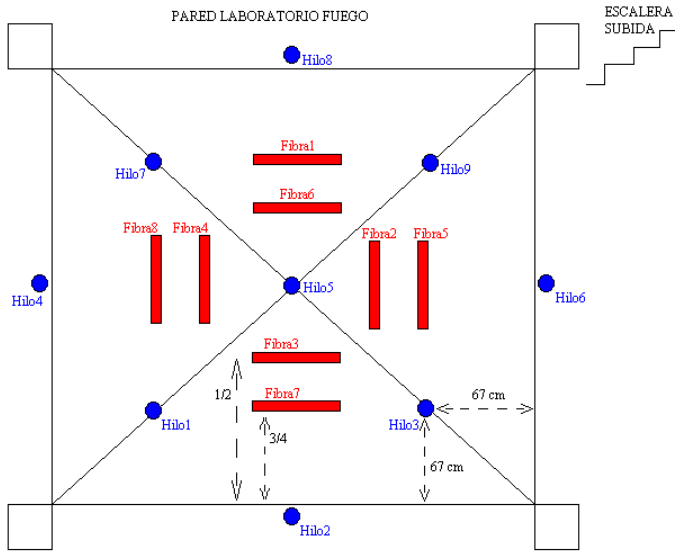 PARED LABORATORIO FUEGO
ESCALERA
SUBIDA
Hilo8
Fibra1
Hilo7
Hilo9
Fibra6
Fibra8
Fibra4
Fibra2
Fibra5
Hilo4
Hilo5
Hilo6
Fibra3
1/2
Fibra7
67 cm
Hilo1
Hilo3
3/4
67 cm
Hilo2